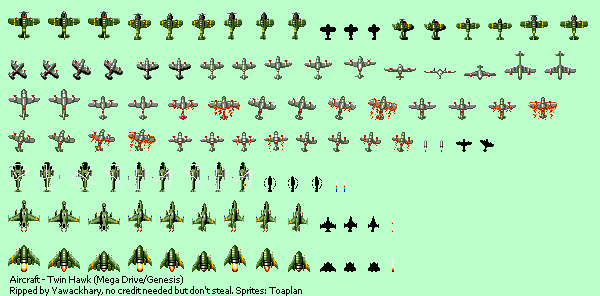 Aircraft - Twin Hawk (Mega Drive/Genesis)
Ripped by Yawackhary, no credit needed but don't steal. Sprites: Toaplan